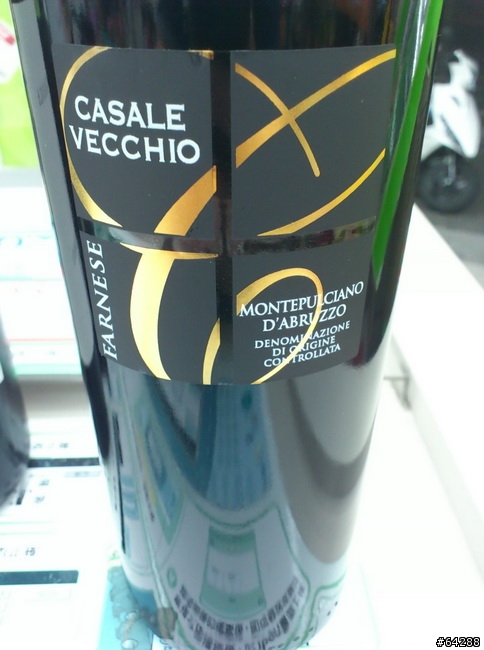 CASALE
VECCHIO
FARNESE
MONTEPULCIANO
D'ABRUZZO
DENOMINAZIONE
DI ORIGINE
CONTROLLATA
#64288